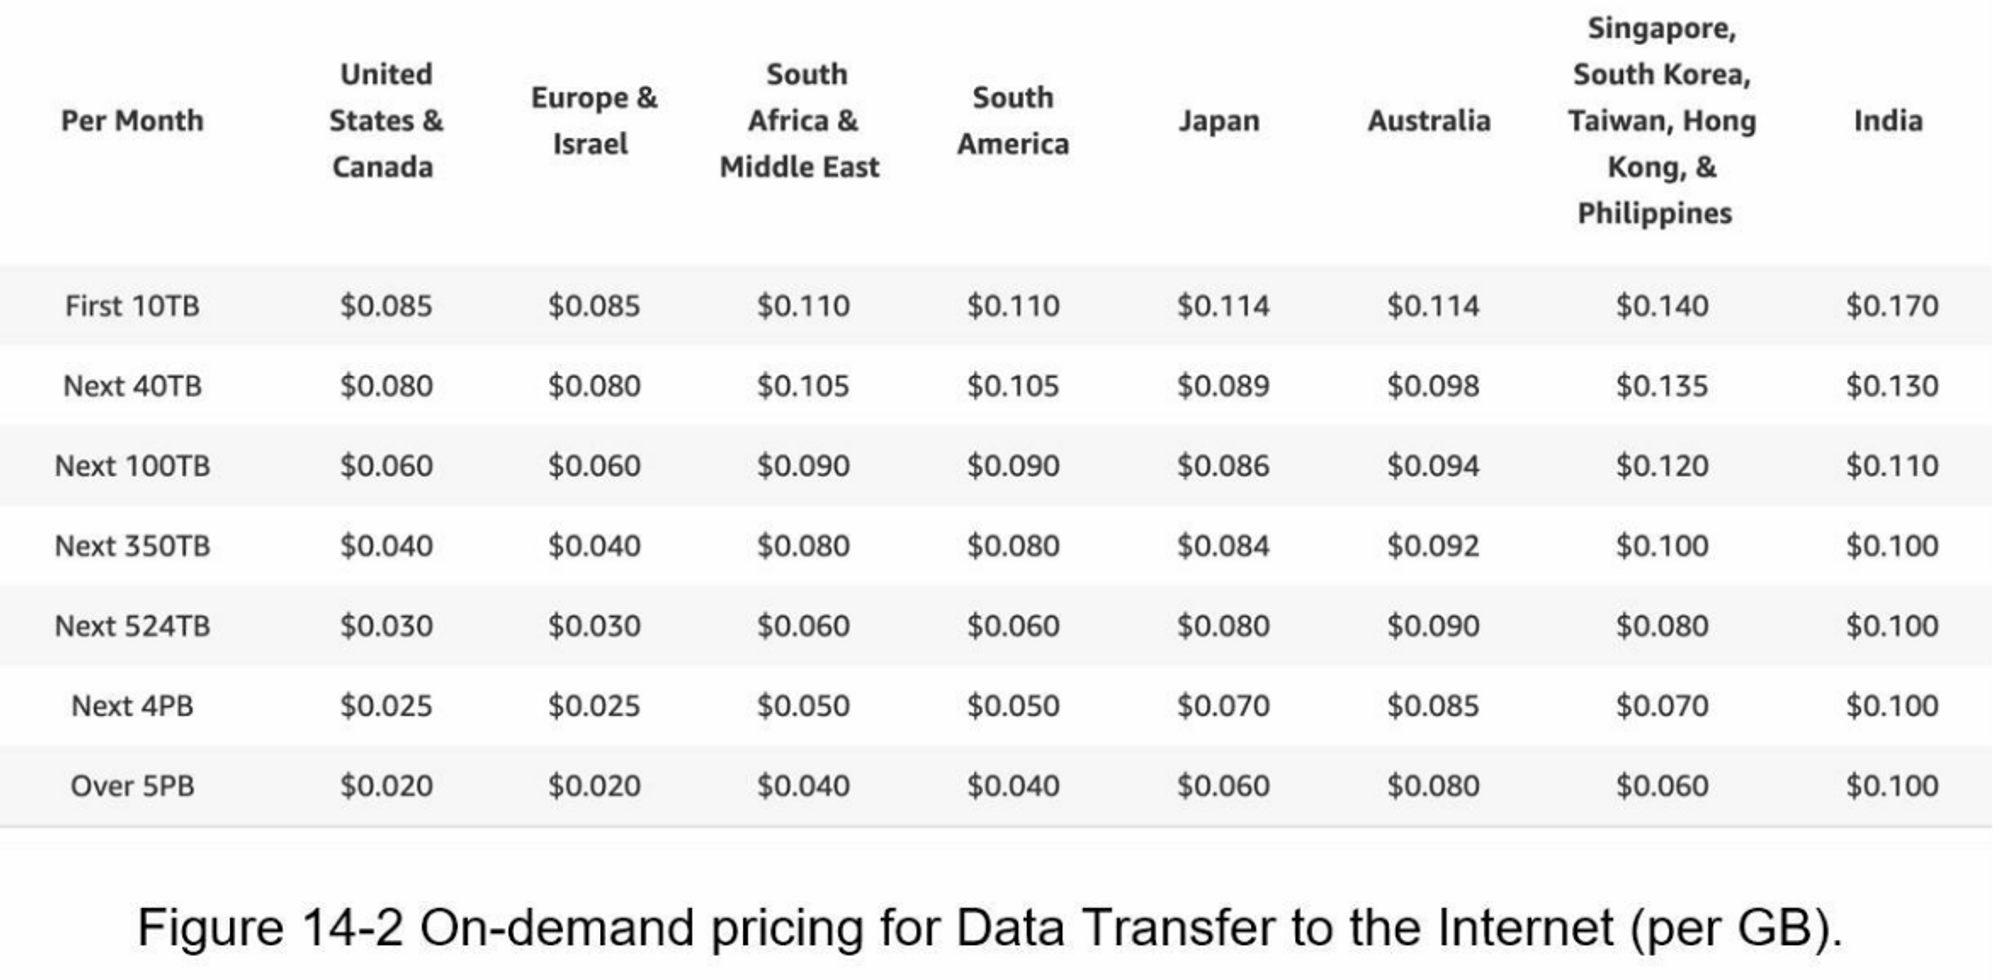 Per Month United States & Canada Europe & Israel South Africa & Middle East South America Japan Australia Singapore, South Korea, Taiwan, Hong Kong, & Philippines India
First 10TB $0.085 $0.085 $0.110 $0.110 $0.114 $0.114 $0.140 $0.170
Next 40TB $0.080 $0.080 $0.105 $0.105 $0.089 $0.098 $0.135 $0.130
Next 100TB $0.060 $0.060 $0.090 $0.090 $0.086 $0.094 $0.120 $0.110
Next 350TB $0.040 $0.040 $0.080 $0.080 $0.084 $0.092 $0.100 $0.100
Next 524TB $0.030 $0.030 $0.060 $0.060 $0.080 $0.090 $0.080 $0.100
Next 4PB $0.025 $0.025 $0.050 $0.050 $0.070 $0.085 $0.070 $0.100
Over 5PB $0.020 $0.020 $0.040 $0.040 $0.060 $0.080 $0.060 $0.100
Figure 14-2 On-demand pricing for Data Transfer to the Internet (per GB).